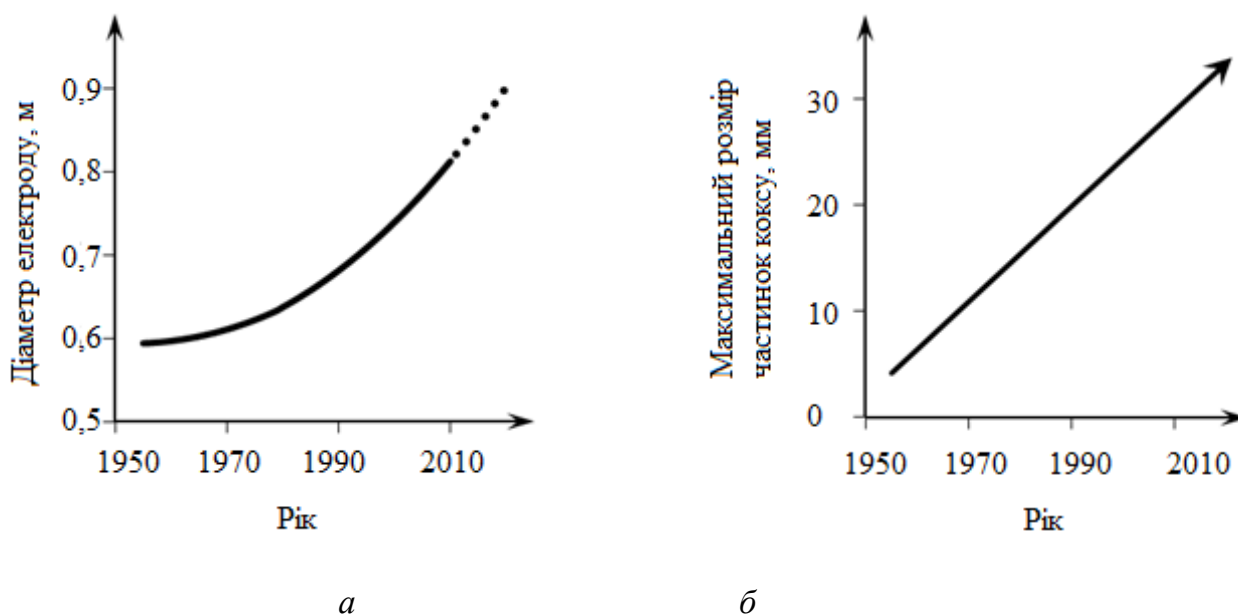 Діаметр електроду, м
0,9
0,8
0,7
0,6
0,5
1950 1970 1990 2010
Рік
а
Максимальний розмір
частинок коксу, мм
30
20
10
0
1950 1970 1990 2010
Рік
б